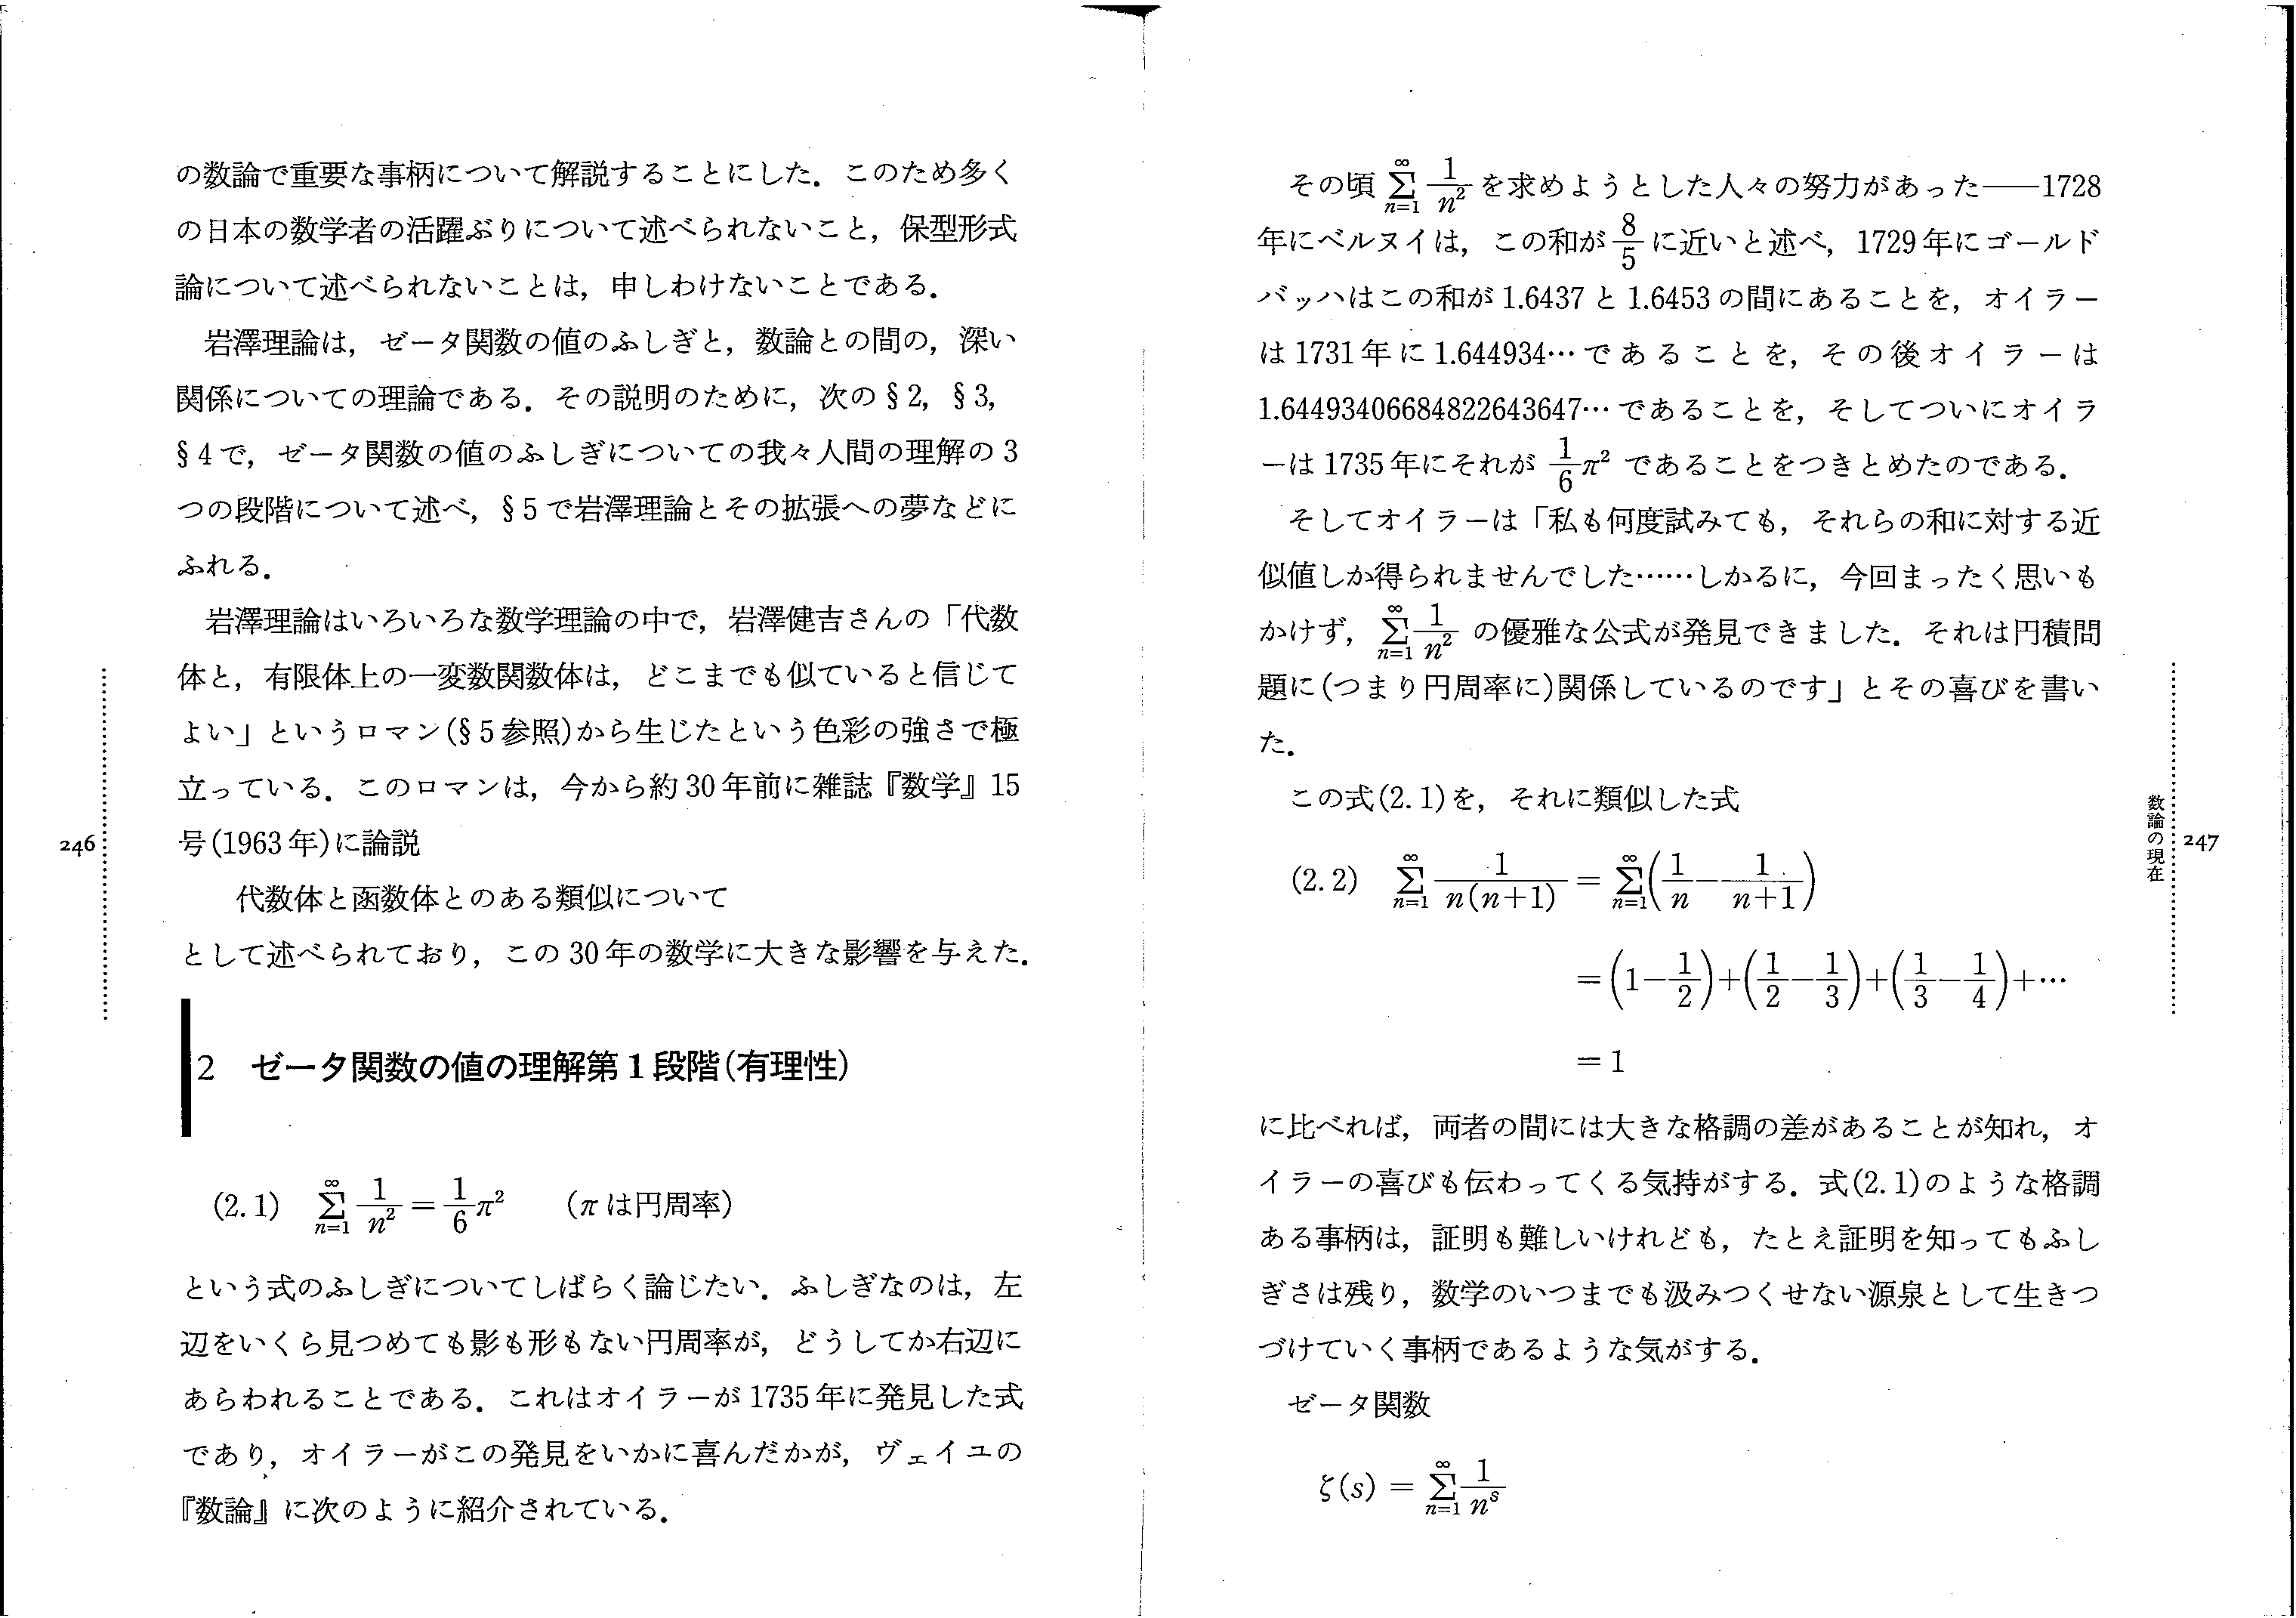 の数論で重要な事柄について解説することにした．このため多く
の日本の数学者の活躍ぶりについて述べられないこと，保型形式
論について述べられないことは，申しわけないことである．
岩澤理論は，ゼータ関数の値のふしぎと，数論との間の，深い
関係についての理論である．その説明のために，次の§2，§3，
§4で，ゼータ関数の値のふしぎについての我々人間の理解の3
つの段階について述べ，§5で岩澤理論とその拡張への夢などに
ふれる．
岩澤理論はいろいろな数学理論の中で，岩澤健吉さんの「代数
体と，有限体上の一変数関数体は，どこまでも似ていると信じて
よい」というロマン(§5参照)から生じたという色彩の強さで極
立っている．このロマンは，今から約30年前に雑誌『数学』15
号(1963年)に論説
代数体と函数体とのある類似について
として述べられており，この30年の数学に大きな影響を与えた．
2 ゼータ関数の値の理解第1段階(有理性)
(2.1) $\sum_{n=1}^{\infty}\frac{1}{n^2}=\frac{1}{6}\pi^2$ (πは円周率)
という式のふしぎについてしばらく論じたい．ふしぎなのは，左
辺をいくら見つめても影も形もない円周率が，どうしてか右辺に
あらわれることである．これはオイラーが1735年に発見した式
であり，オイラーがこの発見をいかに喜んだかが，ヴェイユの
『数論』に次のように紹介されている．
246
その頃 $\sum_{n=1}^{\infty}\frac{1}{n^2}$ を求めようとした人々の努力があった——1728
年にベルヌイは，この和が $\frac{8}{5}$ に近いと述べ，1729年にゴールド
バッハはこの和が1.6437と1.6453の間にあることを，オイラー
は1731年に1.644934…であることを，その後オイラーは
1.64493406684822643647…であることを，そしてついにオイラ
ーは1735年にそれが $\frac{1}{6}\pi^2$ であることをつきとめたのである．
そしてオイラーは「私も何度試みても，それらの和に対する近
似値しか得られませんでした……しかるに，今回まったく思いも
かけず，$\sum_{n=1}^{\infty}\frac{1}{n^2}$ の優雅な公式が発見できました．それは円積問
題に(つまり円周率に)関係しているのです」とその喜びを書い
た．
この式(2.1)を，それに類似した式
(2.2) $\sum_{n=1}^{\infty}\frac{1}{n(n+1)}=\sum_{n=1}^{\infty}\left(\frac{1}{n}-\frac{1}{n+1}\right)$
$=\left(1-\frac{1}{2}\right)+\left(\frac{1}{2}-\frac{1}{3}\right)+\left(\frac{1}{3}-\frac{1}{4}\right)+\cdots$
$=1$
に比べれば，両者の間には大きな格調の差があることが知れ，オ
イラーの喜びも伝わってくる気持がする．式(2.1)のような格調
ある事柄は，証明も難しいけれども，たとえ証明を知ってもふし
ぎさは残り，数学のいつまでも汲みつくせない源泉として生きつ
づけていく事柄であるような気がする．
ゼータ関数
$\zeta(s)=\sum_{n=1}^{\infty}\frac{1}{n^s}$
数論の現在
247